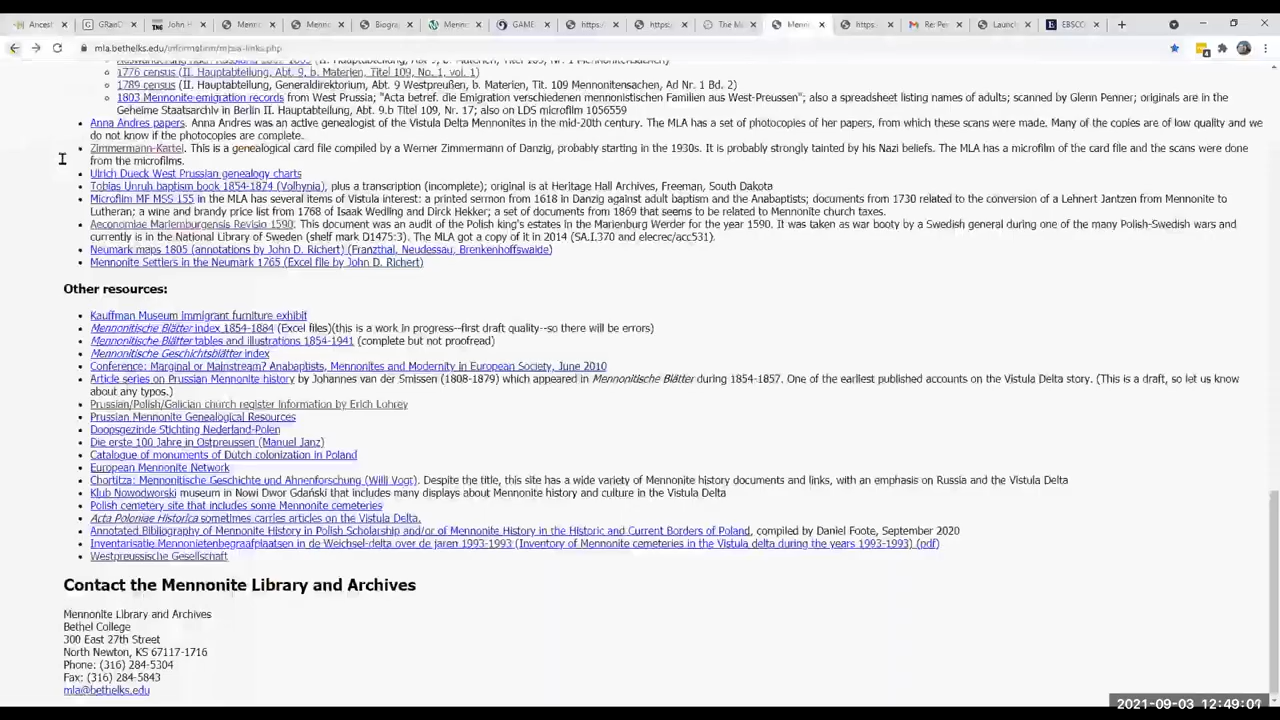 Ancest
GRanD
TNG
John H
Menn
Menno
Biogra
Menno
GAME
https:/
https:/
The M
Menn
https:
Re: Pe
Launch
EBSCO
mla.bethelks.edu/information/mpsa-links.php
1776 census (II. Hauptabteilung, Abt. 9, b. Materien, Titel 109, No. 1, vol. 1)
1789 census (II. Hauptabteilung, Generaldirektorium, Abt. 9 Westpreußen, b. Materien, Tit. 109 Mennonitensachen, Ad Nr. 1 Bd. 2)
1803 Mennonite emigration records from West Prussia; "Acta betref. die Emigration verschiedenen mennonistischen Familien aus West-Preussen"; also a spreadsheet listing names of adults; scanned by Glenn Penner; originals are in the
Geheime Staatsarchiv in Berlin II. Hauptabteilung, Abt. 9.b Titel 109, Nr. 17; also on LDS microfilm 1056559
Anna Andres papers. Anna Andres was an active genealogist of the Vistula Delta Mennonites in the mid-20th century. The MLA has a set of photocopies of her papers, from which these scans were made. Many of the copies are of low quality and we
do not know if the photocopies are complete.
Zimmermann-Kartei. This is a genealogical card file compiled by a Werner Zimmermann of Danzig, probably starting in the 1930s. It is probably strongly tainted by his Nazi beliefs. The MLA has a microfilm of the card file and the scans were done
from the microfilms.
Ulrich Dueck West Prussian genealogy charts
Tobias Unruh baptism book 1854-1874 (Volhynia), plus a transcription (incomplete); original is at Heritage Hall Archives, Freeman, South Dakota
Microfilm MF MSS 155 in the MLA has several items of Vistula interest: a printed sermon from 1618 in Danzig against adult baptism and the Anabaptists; documents from 1730 related to the conversion of a Lehnert Jantzen from Mennonite to
Lutheran; a wine and brandy price list from 1768 of Isaak Wedling and Dirck Hekker; a set of documents from 1869 that seems to be related to Mennonite church taxes.
Aeconomiae Marienburgensis Revisio 1590. This document was an audit of the Polish king's estates in the Marienburg Werder for the year 1590. It was taken as war booty by a Swedish general during one of the many Polish-Swedish wars and
currently is in the National Library of Sweden (shelf mark D1475:3). The MLA got a copy of it in 2014 (SA.I.370 and elecrec/acc531).
Neumark maps 1805 (annotations by John D. Richert) (Franzthal, Neudessau, Brenkenhoffswalde)
Mennonite Settlers in the Neumark 1765 (Excel file by John D. Richert)
Other resources:
Kauffman Museum immigrant furniture exhibit
Mennonitische Blätter index 1854-1884 (Excel files)(this is a work in progress--first draft quality--so there will be errors)
Mennonitische Blätter tables and illustrations 1854-1941 (complete but not proofread)
Mennonitische Geschichtsblätter index
Conference: Marginal or Mainstream? Anabaptists, Mennonites and Modernity in European Society, June 2010
Article series on Prussian Mennonite history by Johannes van der Smissen (1808-1879) which appeared in Mennonitische Blätter during 1854-1857. One of the earliest published accounts on the Vistula Delta story. (This is a draft, so let us know
about any typos.)
Prussian/Polish/Galician church register information by Erich Lohrey
Prussian Mennonite Genealogical Resources
Doopsgezinde Stichting Nederland-Polen
Die erste 100 Jahre in Ostpreussen (Manuel Janz)
Catalogue of monuments of Dutch colonization in Poland
European Mennonite Network
Chortitza: Mennonitische Geschichte und Ahnenforschung (Willi Vogt). Despite the title, this site has a wide variety of Mennonite history documents and links, with an emphasis on Russia and the Vistula Delta
Klub Nowodworski museum in Nowi Dwor Gdański that includes many displays about Mennonite history and culture in the Vistula Delta
Polish cemetery site that includes some Mennonite cemeteries
Acta Poloniae Historica sometimes carries articles on the Vistula Delta.
Annotated Bibliography of Mennonite History in Polish Scholarship and/or of Mennonite History in the Historic and Current Borders of Poland, compiled by Daniel Foote, September 2020
Inventarisatie Mennonietenbegraafplaatsen in de Weichsel-delta over de jaren 1993-1993 (Inventory of Mennonite cemeteries in the Vistula delta during the years 1993-1993) (pdf)
Westpreussische Gesellschaft
Contact the Mennonite Library and Archives
Mennonite Library and Archives
Bethel College
300 East 27th Street
North Newton, KS 67117-1716
Phone: (316) 284-5304
Fax: (316) 284-5843
mla@bethelks.edu
2021-09-03 12:49:01